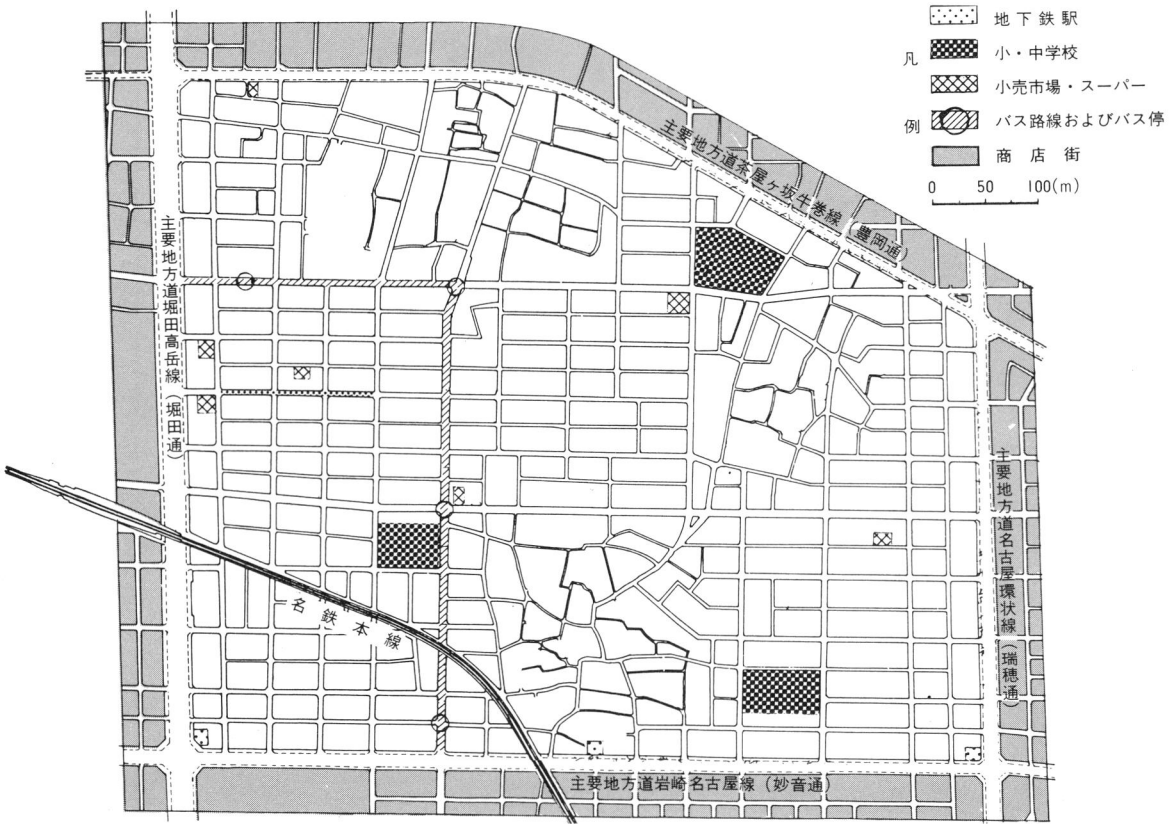 凡例
地下鉄駅
小・中学校
小売市場・スーパー
バス路線およびバス停
商店街
0 50 100(m)
主要地方道茶屋ヶ坂牛巻線(豊岡通)
主要地方道堀田高岳線(堀田通)
主要地方道名古屋環状線(瑞穂通)
名鉄本線
主要地方道岩崎名古屋線(妙音通)